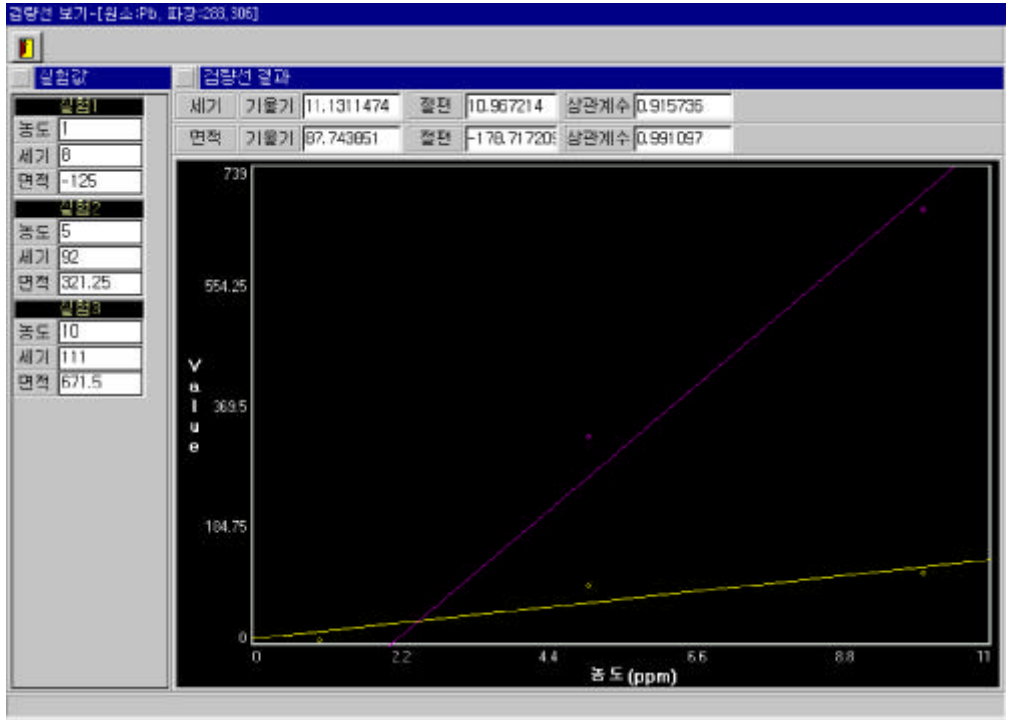 검량선 보기-[원소:Pb, 파장:283,306]
실험값
실험1
농도 1
세기 8
면적 -125
실험2
농도 5
세기 92
면적 321.25
실험3
농도 10
세기 111
면적 671.5
검량선 결과
세기 기울기 11.1311474 절편 10.967214 상관계수 0.915736
면적 기울기 87.743851 절편 -178.717209 상관계수 0.991097
739
554.25
369.5
184.75
0
Value
0 2.2 4.4 6.6 8.8 11
농도(ppm)